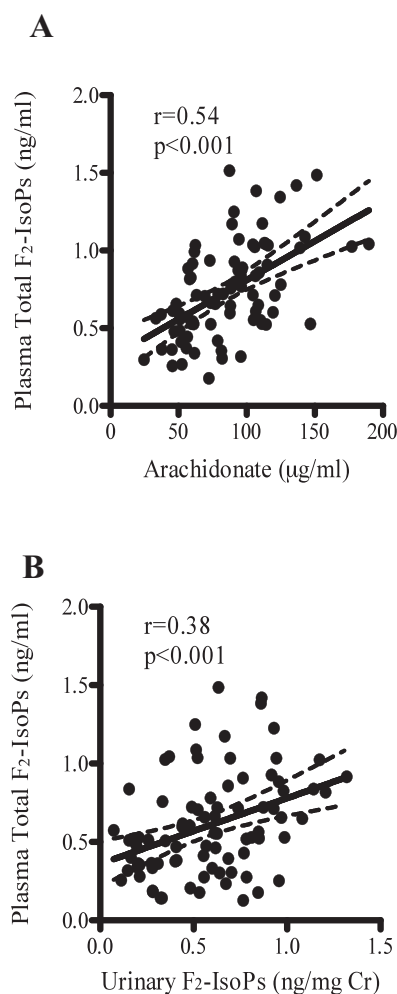 A
Plasma Total F2-IsoPs (ng/ml)
r=0.54
p<0.001
2.0
1.5
1.0
0.5
0.0
0 50 100 150 200
Arachidonate (μg/ml)
B
Plasma Total F2-IsoPs (ng/ml)
r=0.38
p<0.001
2.0
1.5
1.0
0.5
0.0
0.0 0.5 1.0 1.5
Urinary F2-IsoPs (ng/mg Cr)